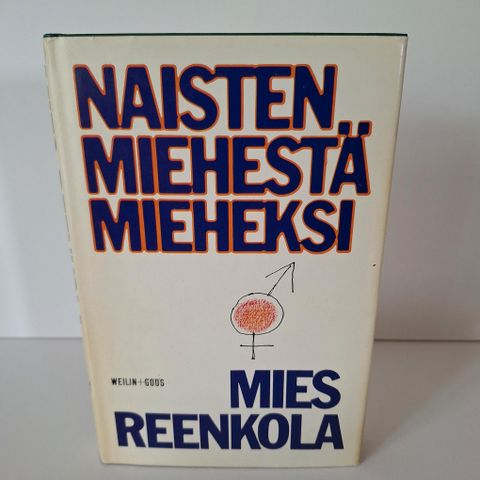 NAISTEN
MIEHESTÄ
MIEHEKSI
WEILIN+GÖÖS
MIES
REENKOLA